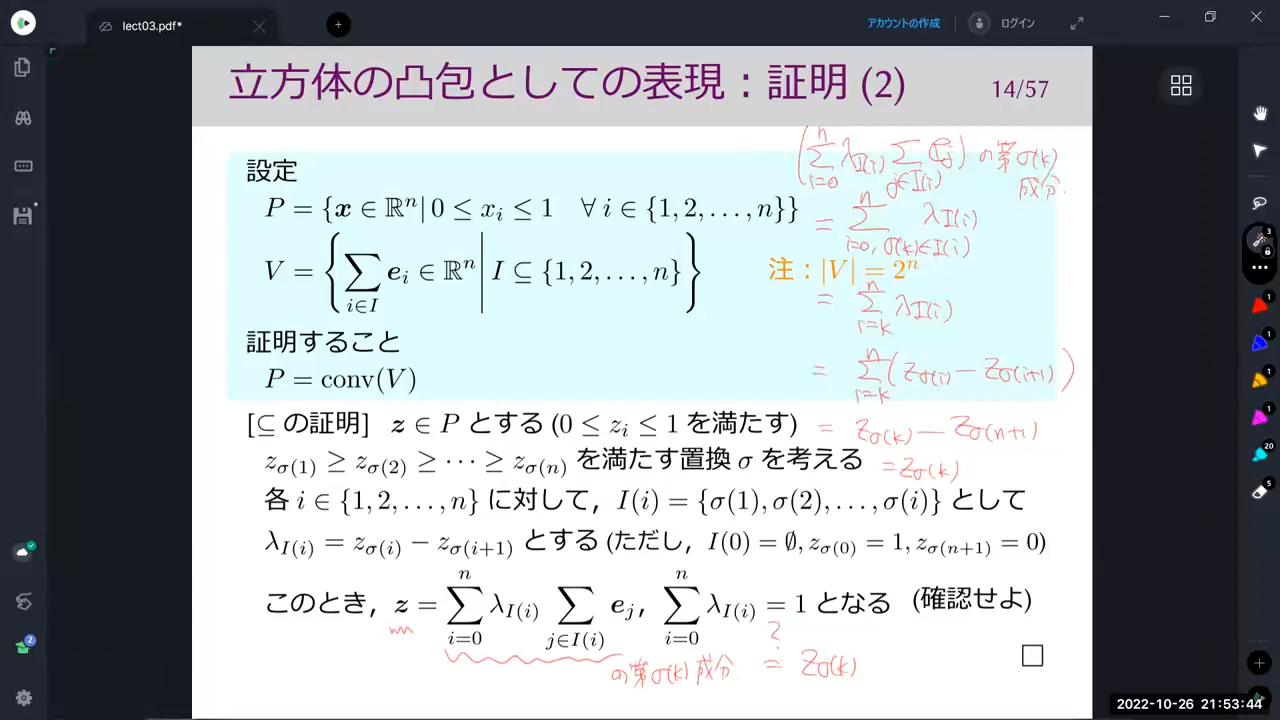 lect03.pdf*
アカウントの作成
ログイン
立方体の凸包としての表現：証明 (2)
14/57
設定
P = {x ∈ ℝⁿ | 0 ≤ xᵢ ≤ 1 ∀ i ∈ {1, 2, . . . , n}}
V = { ∑_{i∈I} eᵢ ∈ ℝⁿ | I ⊆ {1, 2, . . . , n} }
注：|V| = 2ⁿ
証明すること
P = conv(V)
(∑_{i=0}^{n} λ_{I(i)} ∑_{j∈I(i)} e_j) の第σ(k)
成分.
= ∑_{i=0, σ(k)∈I(i)}^{n} λ_{I(i)}
= ∑_{i=k}^{n} λ_{I(i)}
= ∑_{i=k}^{n} (z_{σ(i)} − z_{σ(i+1)})
= z_{σ(k)} − z_{σ(n+1)}
= z_{σ(k)}
[⊆ の証明] z ∈ P とする (0 ≤ zᵢ ≤ 1 を満たす)
z_{σ(1)} ≥ z_{σ(2)} ≥ · · · ≥ z_{σ(n)} を満たす置換 σ を考える
各 i ∈ {1, 2, . . . , n} に対して，I(i) = {σ(1), σ(2), . . . , σ(i)} として
λ_{I(i)} = z_{σ(i)} − z_{σ(i+1)} とする (ただし，I(0) = ∅, z_{σ(0)} = 1, z_{σ(n+1)} = 0)
このとき，z = ∑_{i=0}^{n} λ_{I(i)} ∑_{j∈I(i)} e_j，∑_{i=0}^{n} λ_{I(i)} = 1 となる (確認せよ)
の第σ(k)成分. =? z_{σ(k)}
□
2022-10-26 21:53:44